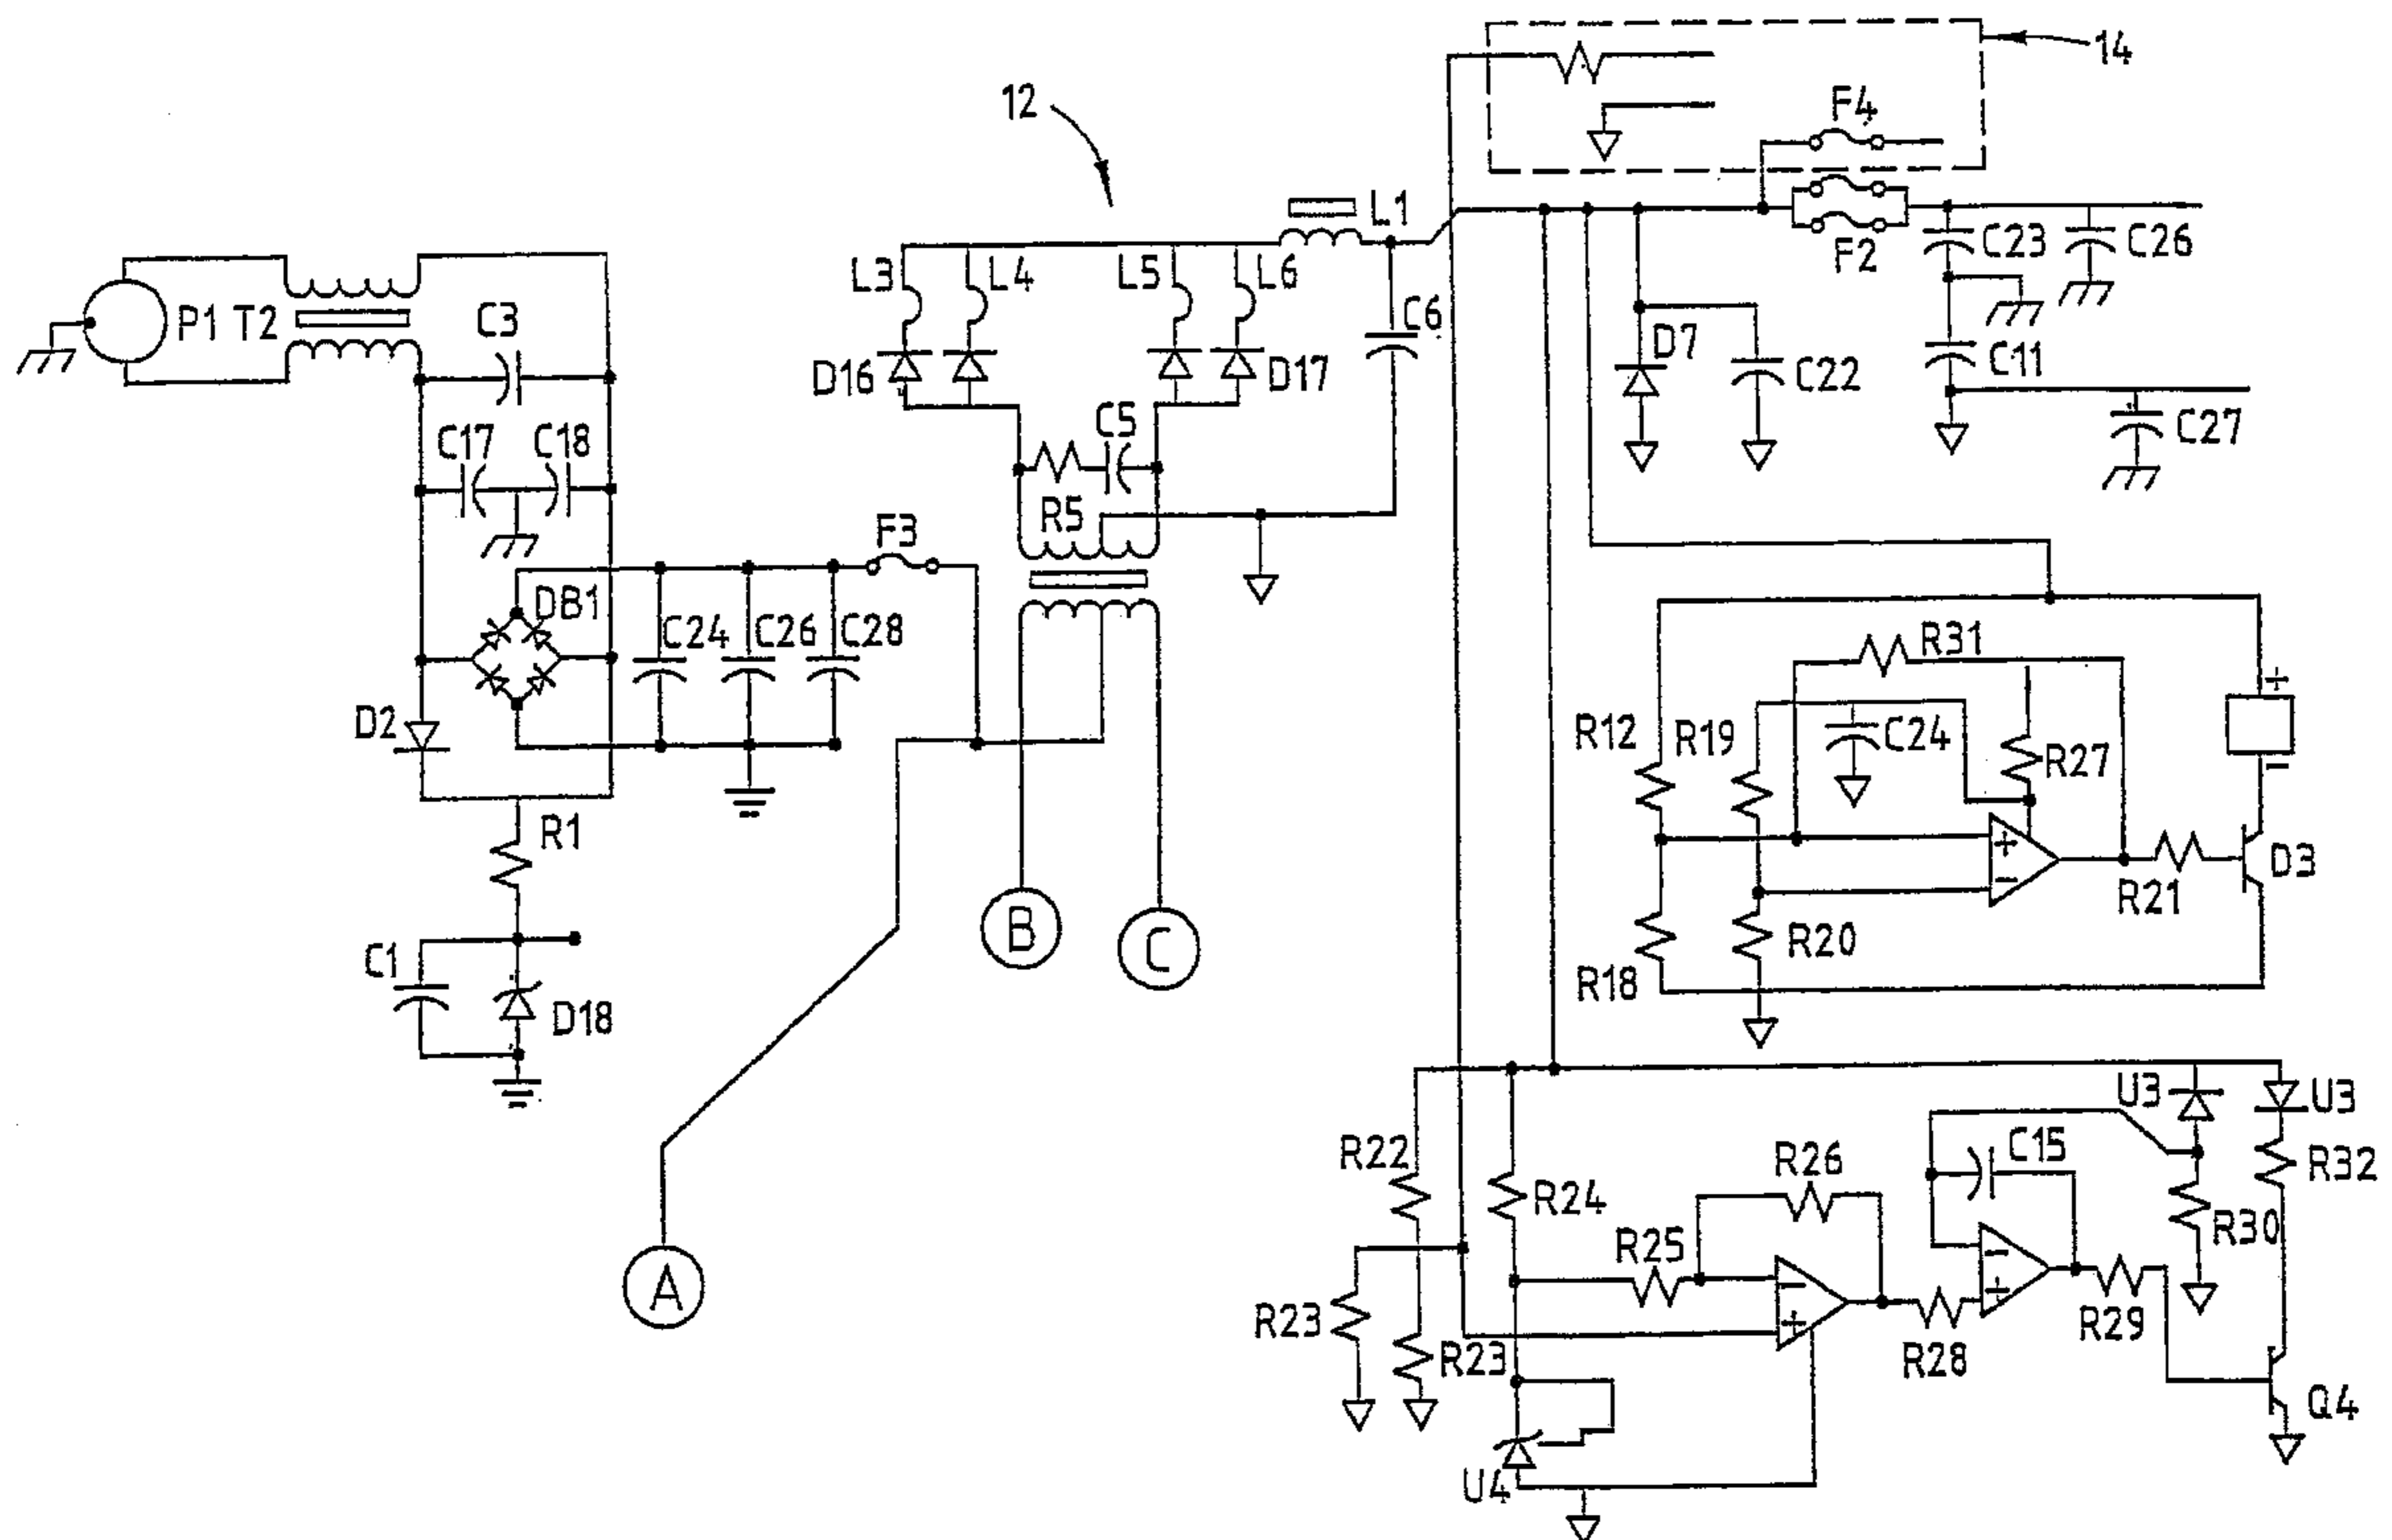 14
12
F4
L1
F2
C23
C26
L3
L4
L5
L6
P1
T2
C3
C6
D16
D17
D7
C22
C11
C27
C17
C18
C5
R5
F3
DB1
C24
C26
C28
R31
+
D2
R12
R19
C24
R27
-
R1
+
-
R21
D3
B
C
R20
C1
R18
D18
U3
U3
R22
C15
R26
R32
R24
R25
R30
-
+
A
-
+
R23
R28
R29
R23
Q4
U4